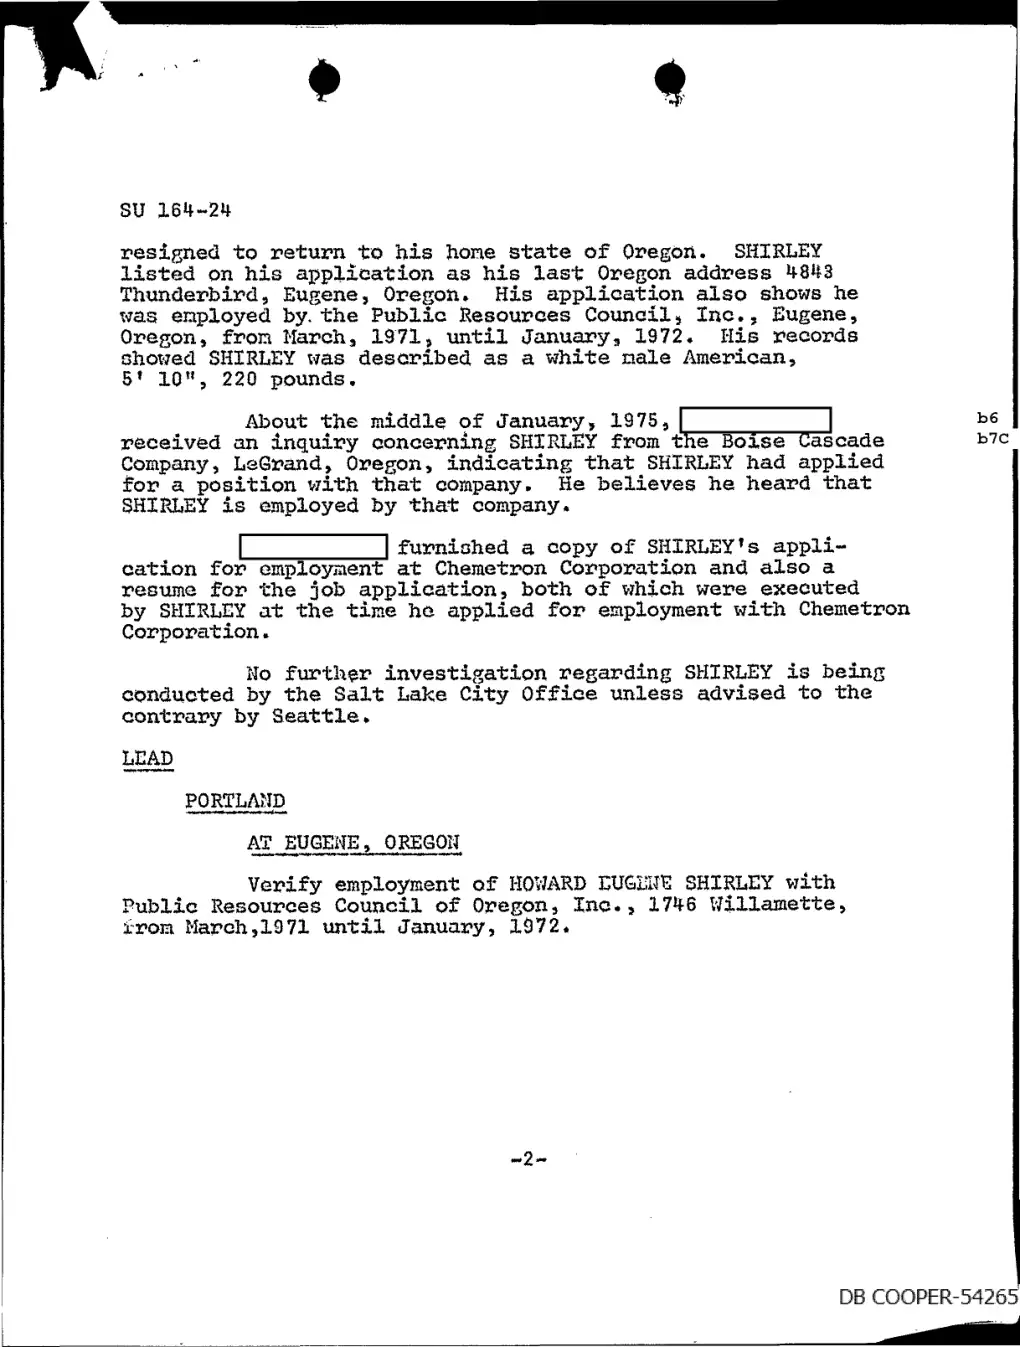 SU 164-24
resigned to return to his home state of Oregon. SHIRLEY
listed on his application as his last Oregon address 4843
Thunderbird, Eugene, Oregon. His application also shows he
was employed by the Public Resources Council, Inc., Eugene,
Oregon, from March, 1971, until January, 1972. His records
showed SHIRLEY was described as a white male American,
5' 10", 220 pounds.
About the middle of January, 1975,
b6
received an inquiry concerning SHIRLEY from the Boise Cascade
b7C
Company, LeGrand, Oregon, indicating that SHIRLEY had applied
for a position with that company. He believes he heard that
SHIRLEY is employed by that company.
furnished a copy of SHIRLEY's appli-
cation for employment at Chemetron Corporation and also a
resume for the job application, both of which were executed
by SHIRLEY at the time he applied for employment with Chemetron
Corporation.
No further investigation regarding SHIRLEY is being
conducted by the Salt Lake City Office unless advised to the
contrary by Seattle.
LEAD
PORTLAND
AT EUGENE, OREGON
Verify employment of HOWARD EUGENE SHIRLEY with
Public Resources Council of Oregon, Inc., 1746 Willamette,
from March,1971 until January, 1972.
-2-
DB COOPER-54265